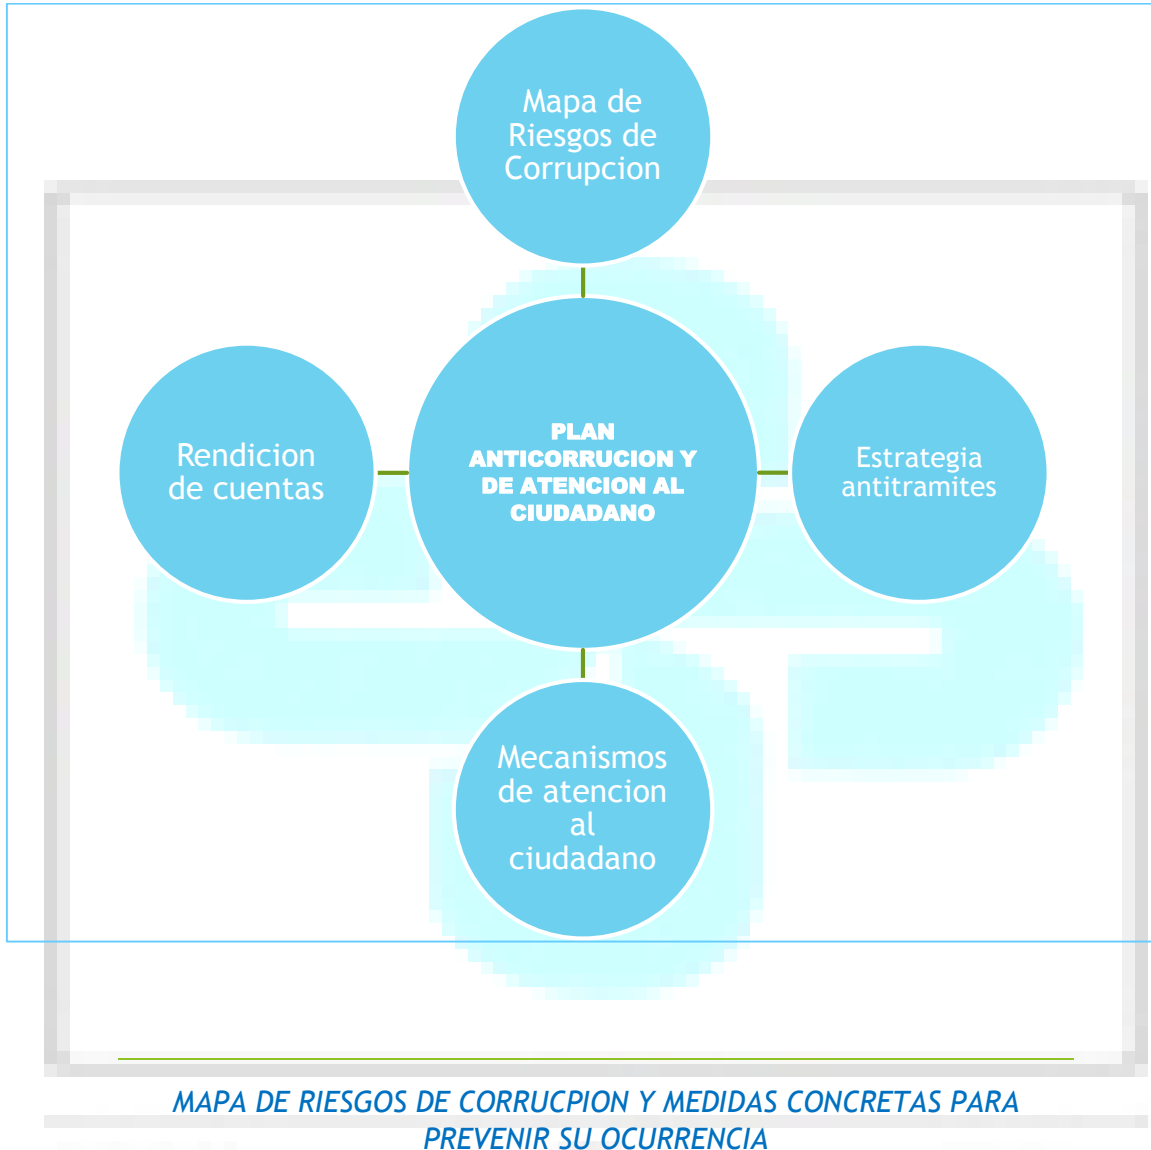 Mapa de
Riesgos de
Corrupcion
Rendicion
de cuentas
PLAN
ANTICORRUCION Y
DE ATENCION AL
CIUDADANO
Estrategia
antitramites
Mecanismos
de atencion
al
ciudadano
MAPA DE RIESGOS DE CORRUCPION Y MEDIDAS CONCRETAS PARA
PREVENIR SU OCURRENCIA